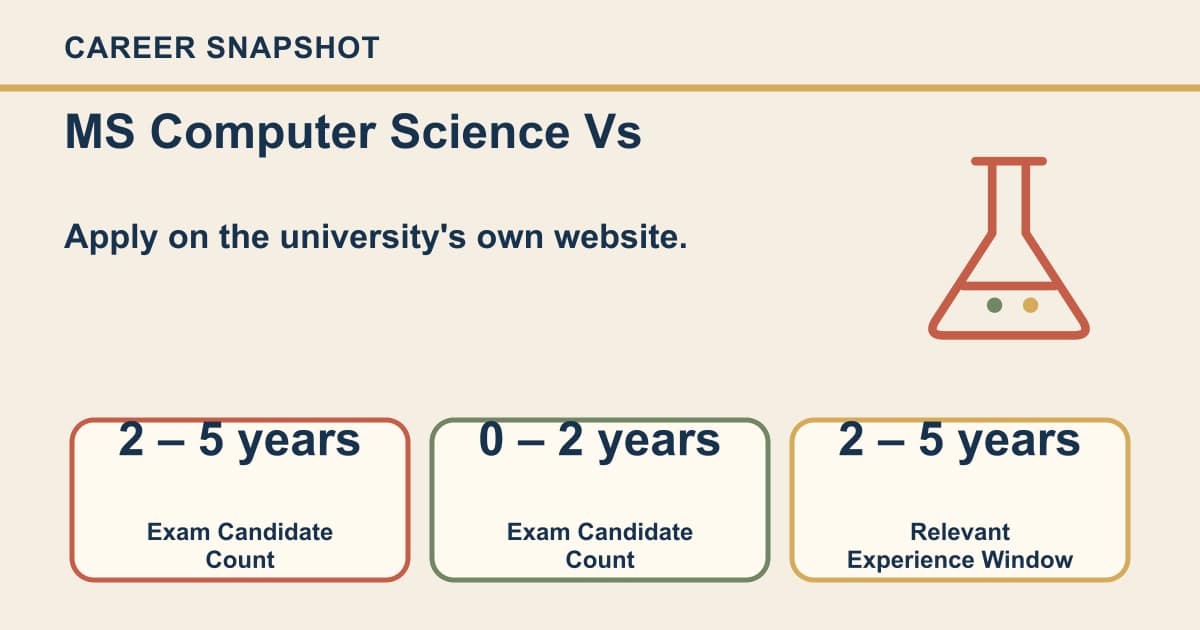 CAREER SNAPSHOT
MS Computer Science Vs
Apply on the university's own website.
2 – 5 years
Exam Candidate
Count
0 – 2 years
Exam Candidate
Count
2 – 5 years
Relevant
Experience Window